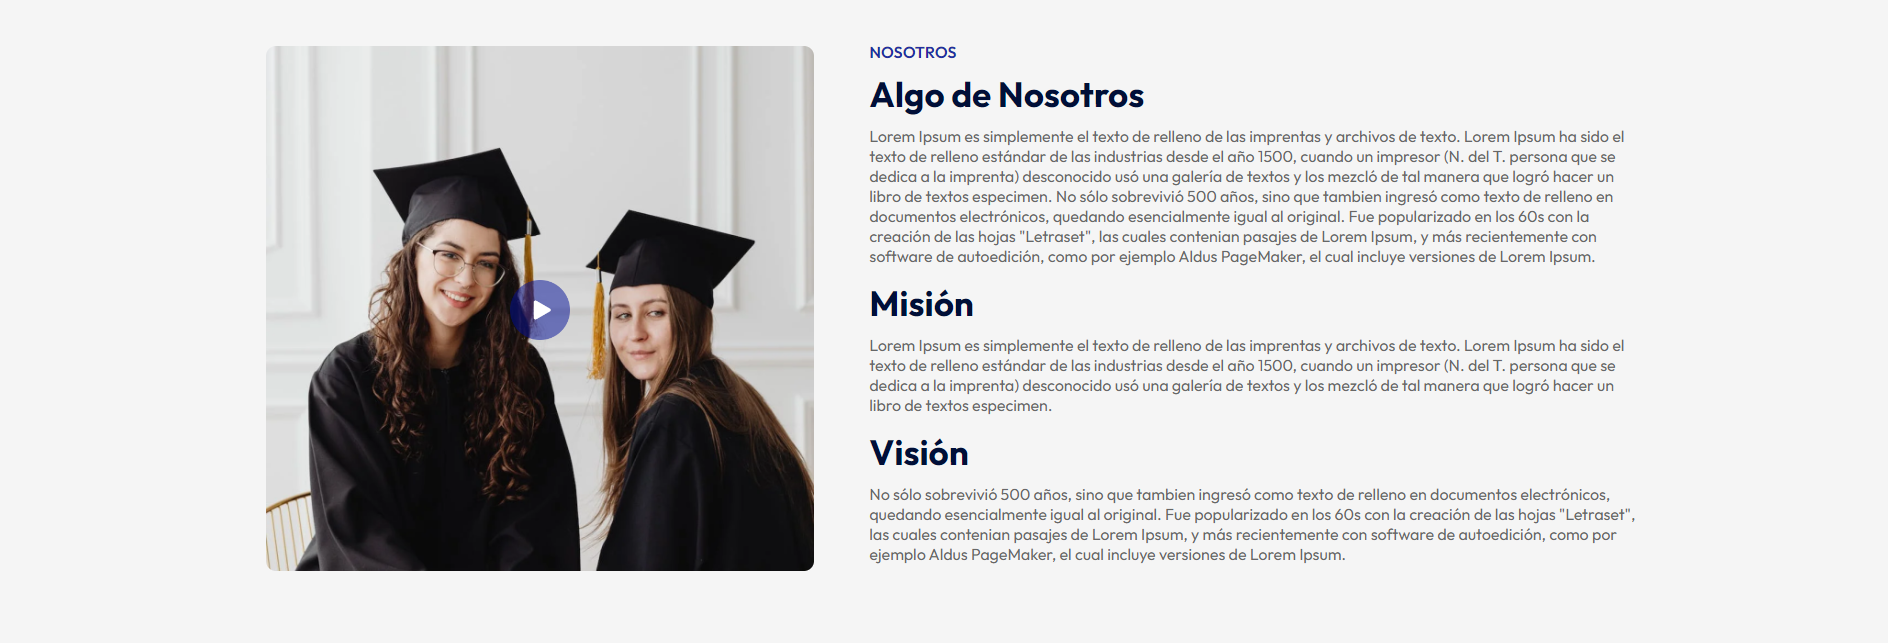 NOSOTROS
Algo de Nosotros
Lorem Ipsum es simplemente el texto de relleno de las imprentas y archivos de texto. Lorem Ipsum ha sido el
texto de relleno estándar de las industrias desde el año 1500, cuando un impresor (N. del T. persona que se
dedica a la imprenta) desconocido usó una galería de textos y los mezcló de tal manera que logró hacer un
libro de textos especimen. No sólo sobrevivió 500 años, sino que tambien ingresó como texto de relleno en
documentos electrónicos, quedando esencialmente igual al original. Fue popularizado en los 60s con la
creación de las hojas "Letraset", las cuales contenian pasajes de Lorem Ipsum, y más recientemente con
software de autoedición, como por ejemplo Aldus PageMaker, el cual incluye versiones de Lorem Ipsum.
Misión
Lorem Ipsum es simplemente el texto de relleno de las imprentas y archivos de texto. Lorem Ipsum ha sido el
texto de relleno estándar de las industrias desde el año 1500, cuando un impresor (N. del T. persona que se
dedica a la imprenta) desconocido usó una galería de textos y los mezcló de tal manera que logró hacer un
libro de textos especimen.
Visión
No sólo sobrevivió 500 años, sino que tambien ingresó como texto de relleno en documentos electrónicos,
quedando esencialmente igual al original. Fue popularizado en los 60s con la creación de las hojas "Letraset",
las cuales contenian pasajes de Lorem Ipsum, y más recientemente con software de autoedición, como por
ejemplo Aldus PageMaker, el cual incluye versiones de Lorem Ipsum.